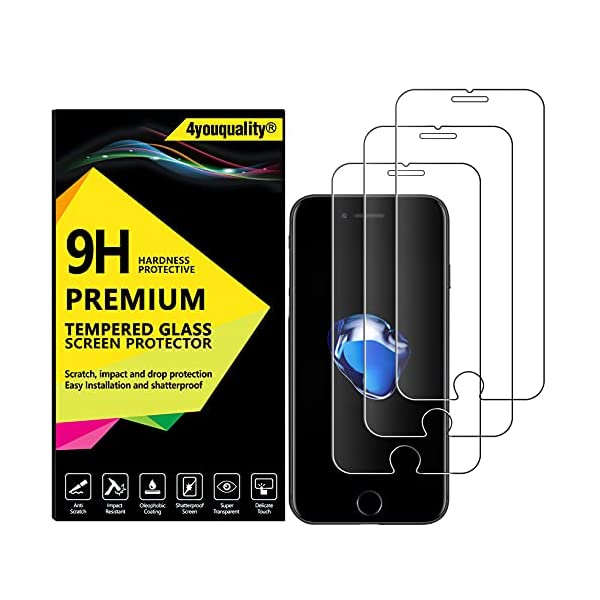 4youquality®
9H
HARDNESS
PROTECTIVE
PREMIUM
TEMPERED GLASS
SCREEN PROTECTOR
Scratch, impact and drop protection
Easy Installation and shatterproof
Anti
Scratch
Impact
Resistant
Oleophobic
Coating
Shatterproof
Screen
Super
Transparent
Delicate
Touch